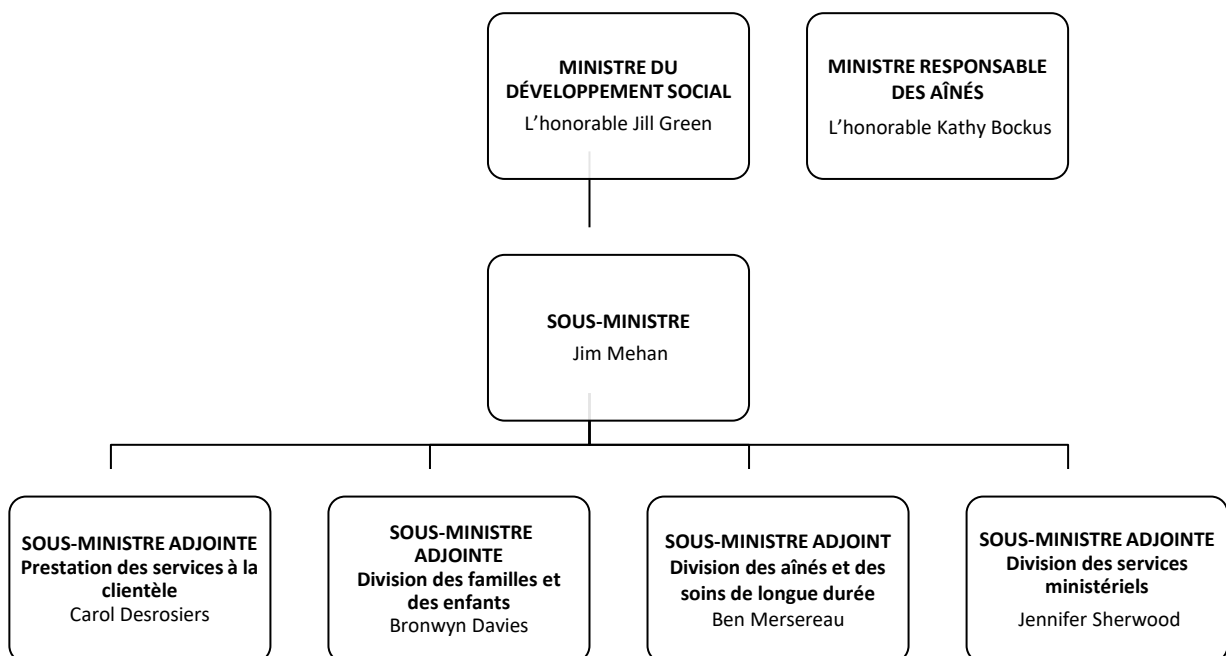 MINISTRE DU
DÉVELOPPEMENT SOCIAL
L’honorable Jill Green
MINISTRE RESPONSABLE
DES AÎNÉS
L’honorable Kathy Bockus
SOUS-MINISTRE
Jim Mehan
SOUS-MINISTRE ADJOINTE
Prestation des services à la
clientèle
Carol Desrosiers
SOUS-MINISTRE
ADJOINTE
Division des familles et
des enfants
Bronwyn Davies
SOUS-MINISTRE ADJOINT
Division des aînés et des
soins de longue durée
Ben Mersereau
SOUS-MINISTRE ADJOINTE
Division des services
ministériels
Jennifer Sherwood